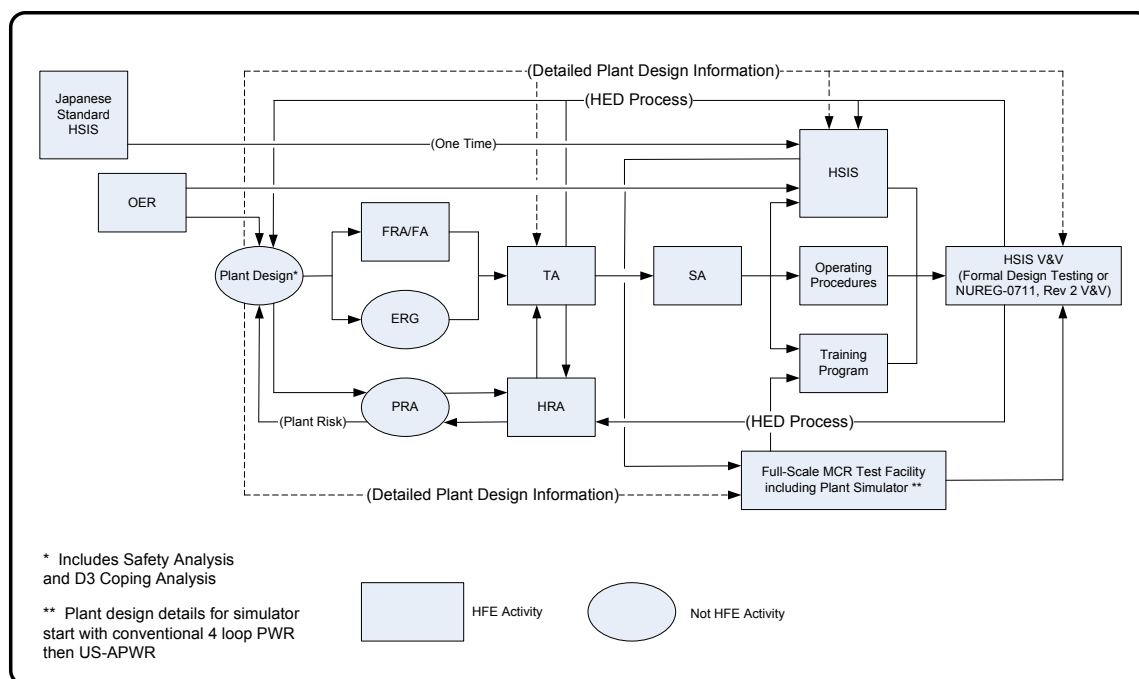 (Detailed Plant Design Information)
Japanese
Standard
HSIS
(HED Process)
(One Time)
HSIS
OER
FRA/FA
Plant Design*
TA
SA
Operating
Procedures
HSIS V&V
(Formal Design Testing or
NUREG-0711, Rev 2 V&V)
ERG
Training
Program
PRA
HRA
(Plant Risk)
(HED Process)
Full-Scale MCR Test Facility
including Plant Simulator **
(Detailed Plant Design Information)
* Includes Safety Analysis
and D3 Coping Analysis
** Plant design details for simulator
start with conventional 4 loop PWR
then US-APWR
HFE Activity
Not HFE Activity